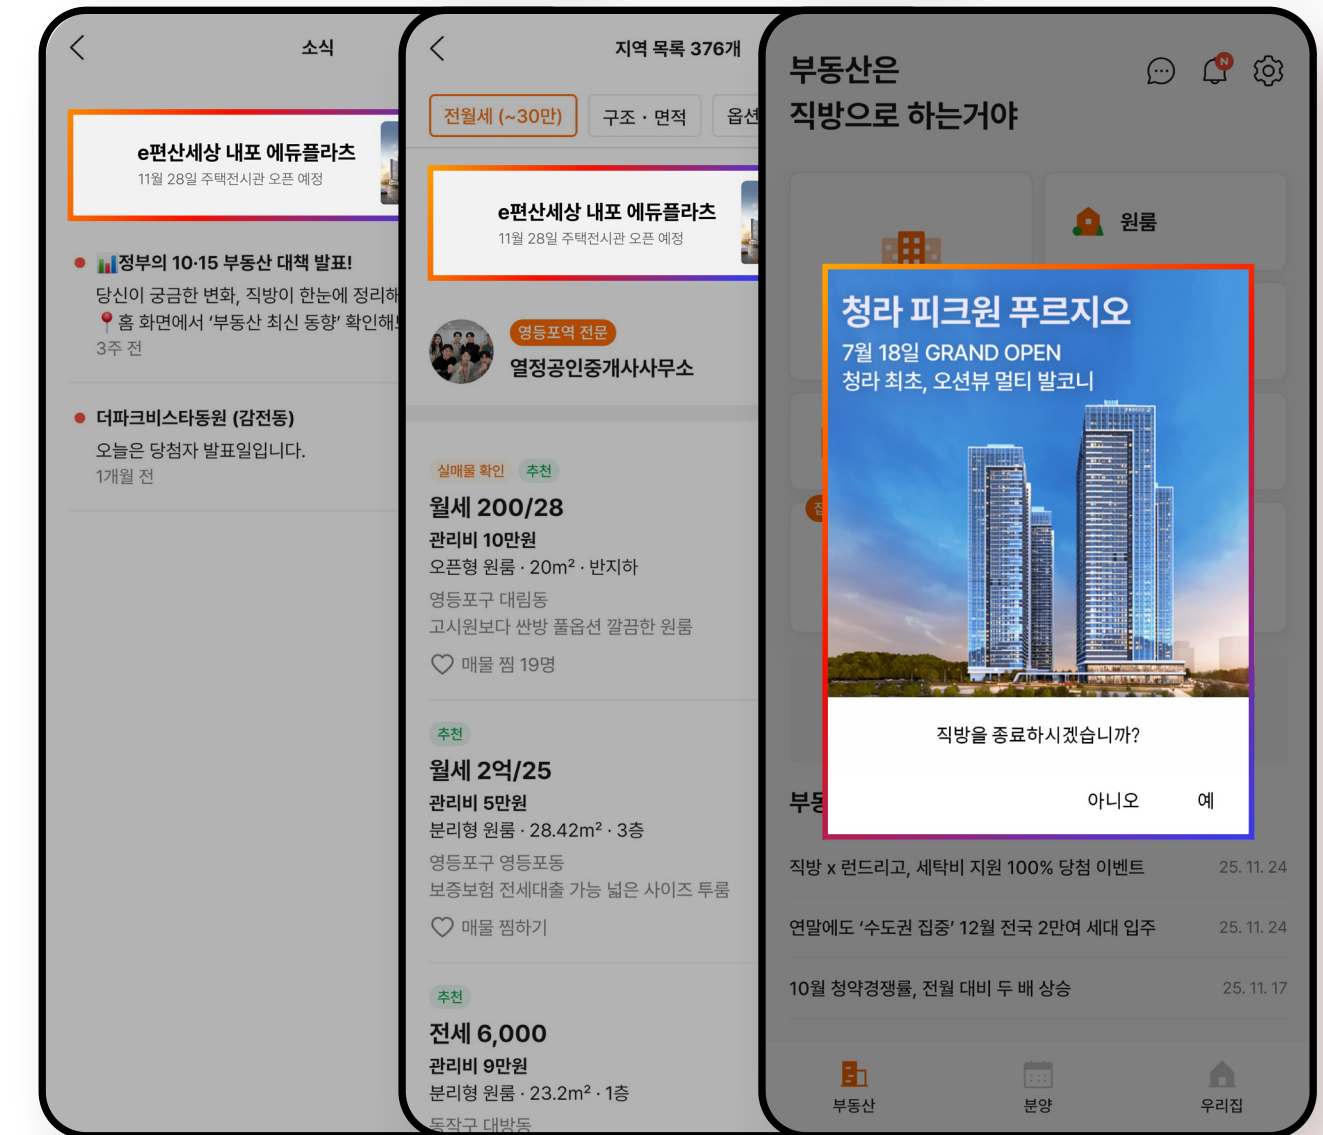 소식
e편산세상 내포 에듀플라츠
11월 28일 주택전시관 오픈 예정
📊정부의 10·15 부동산 대책 발표!
당신이 궁금한 변화, 직방이 한눈에 정리해
📍홈 화면에서 ‘부동산 최신 동향’ 확인해
3주 전
더파크비스타동원 (감전동)
오늘은 당첨자 발표일입니다.
1개월 전
지역 목록 376개
전월세 (~30만)
구조 · 면적
옵션
e편산세상 내포 에듀플라츠
11월 28일 주택전시관 오픈 예정
영등포역 전문
열정공인중개사사무소
실매물 확인
추천
월세 200/28
관리비 10만원
오픈형 원룸 · 20m² · 반지하
영등포구 대림동
고시원보다 싼방 풀옵션 깔끔한 원룸
매물 찜 19명
추천
월세 2억/25
관리비 5만원
분리형 원룸 · 28.42m² · 3층
영등포구 영등포동
보증보험 전세대출 가능 넓은 사이즈 투룸
매물 찜하기
추천
전세 6,000
관리비 9만원
분리형 원룸 · 23.2m² · 1층
동작구 대방동
부동산은
직방으로 하는거야
N
원룸
청라 피크원 푸르지오
7월 18일 GRAND OPEN
청라 최초, 오션뷰 멀티 발코니
직방을 종료하시겠습니까?
아니오
예
직방 x 런드리고, 세탁비 지원 100% 당첨 이벤트
25. 11. 24
연말에도 ‘수도권 집중’ 12월 전국 2만여 세대 입주
25. 11. 24
10월 청약경쟁률, 전월 대비 두 배 상승
25. 11. 17
부동산
분양
우리집